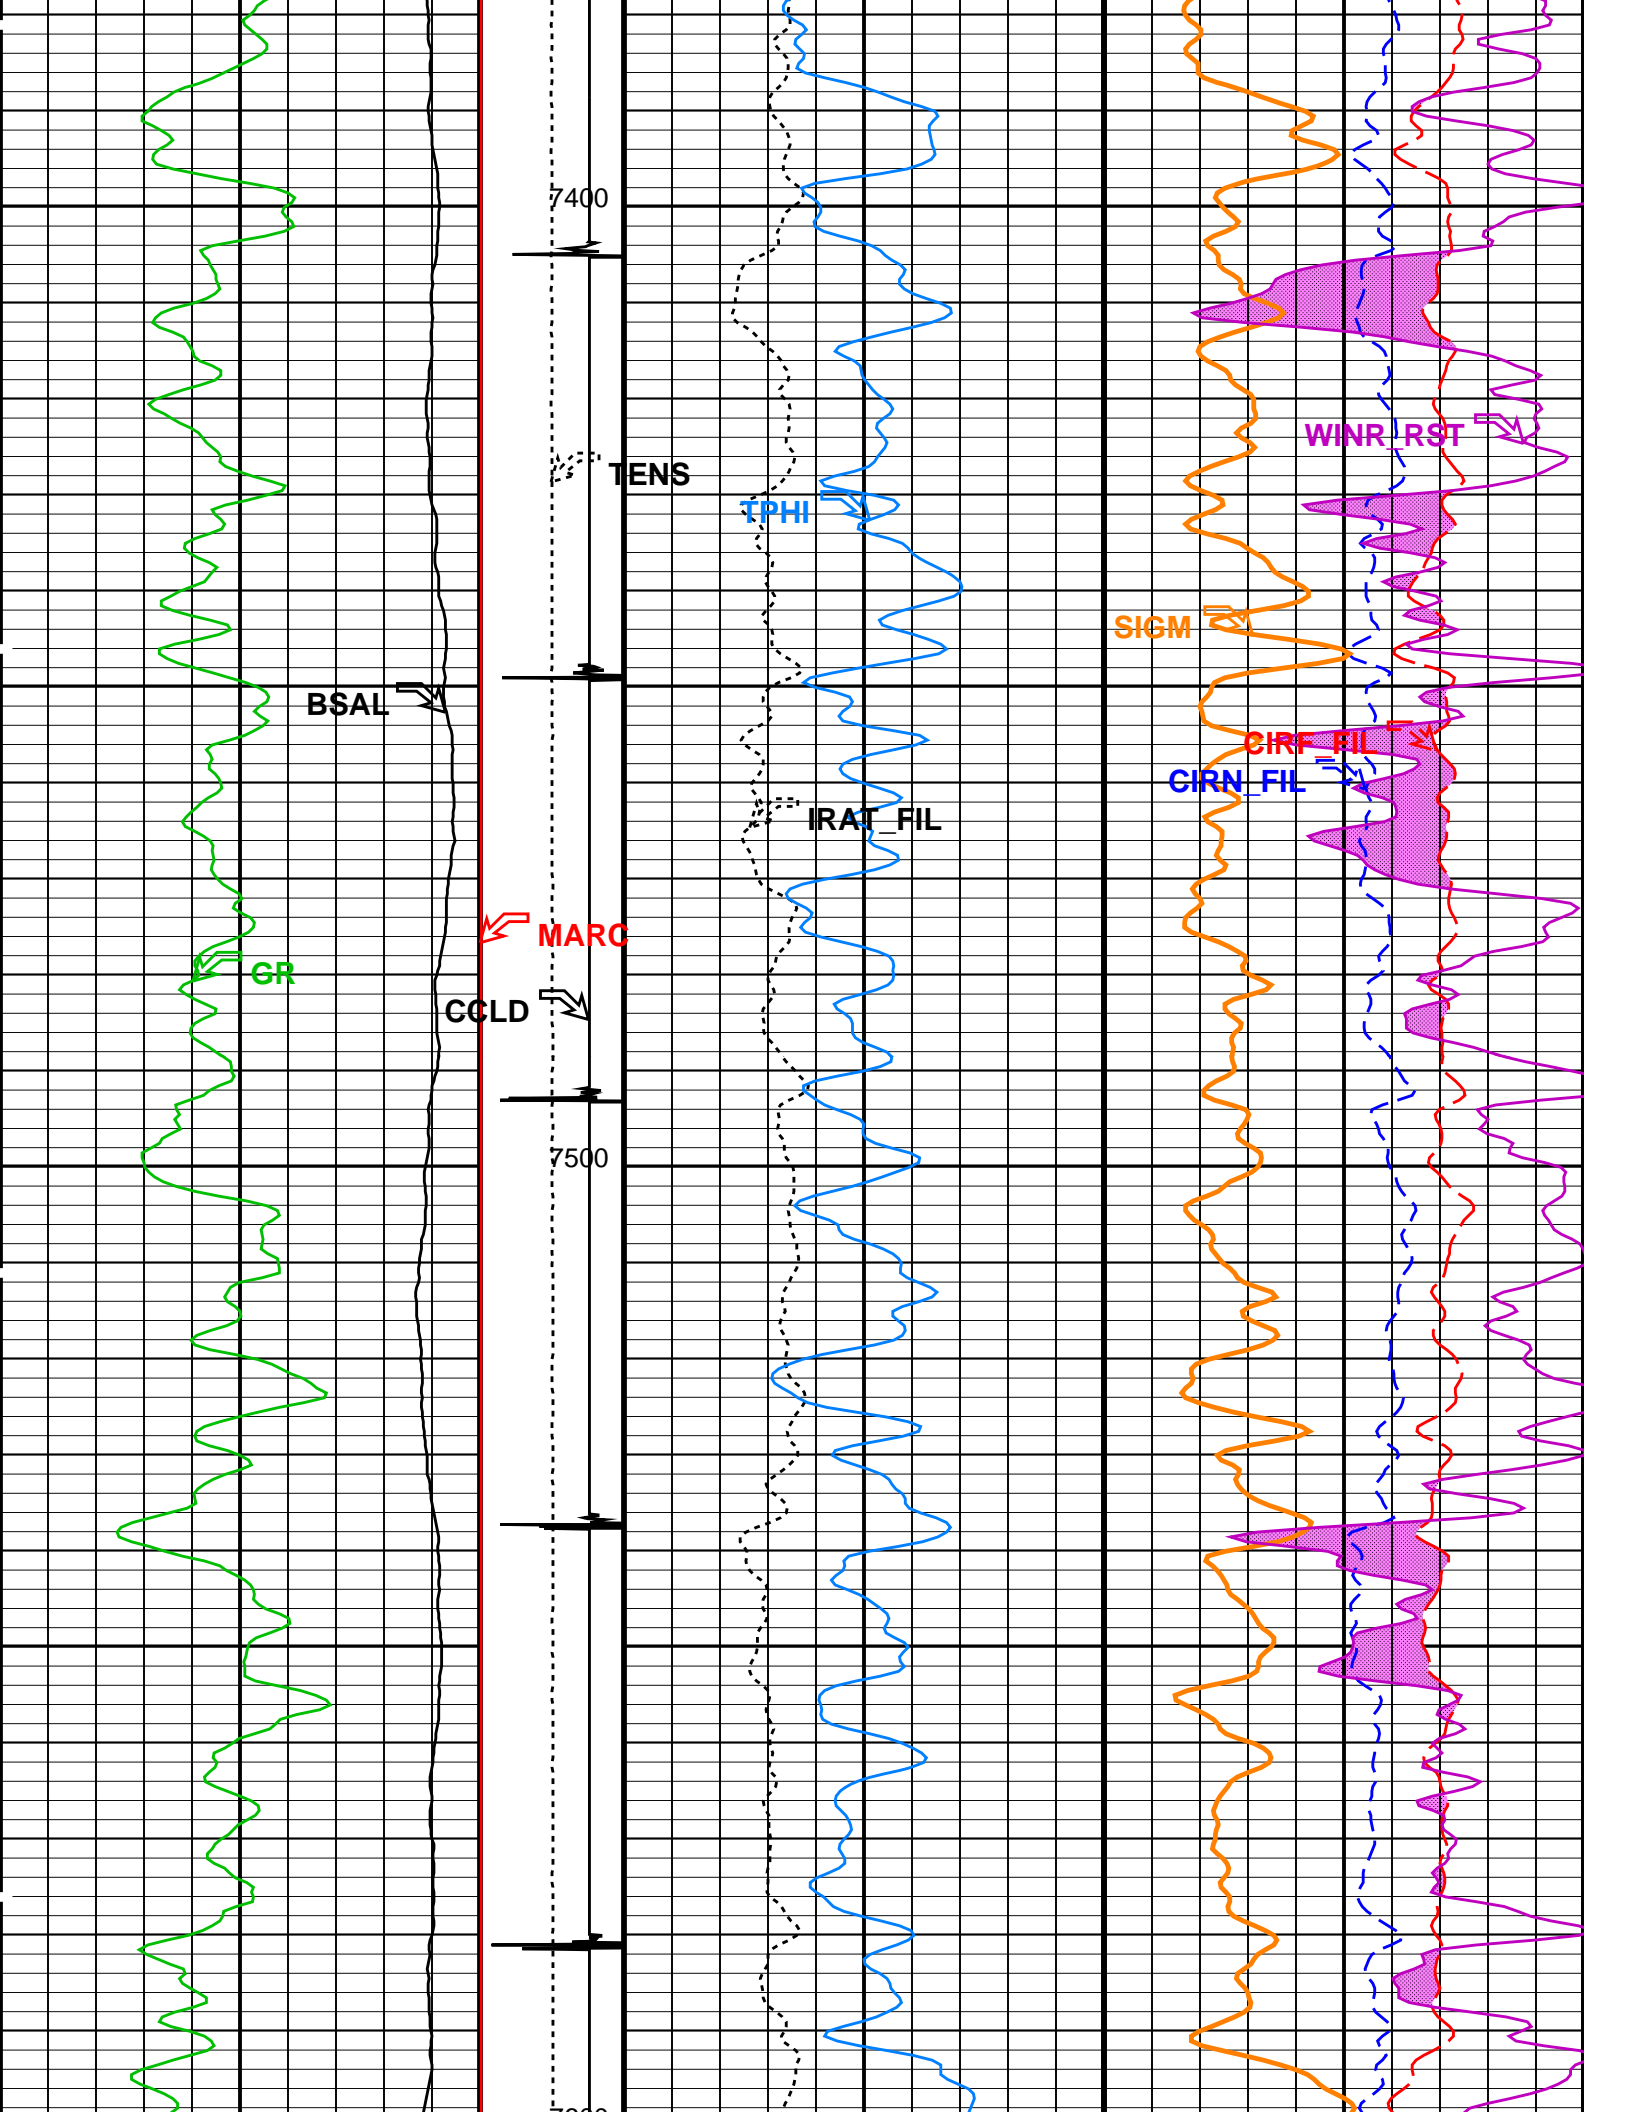 7400
WINR_RST
TENS
TPHI
SIGM
BSAL
CIRF_FIL
CIRN_FIL
IRAT_FIL
MARC
GR
CCLD
7500